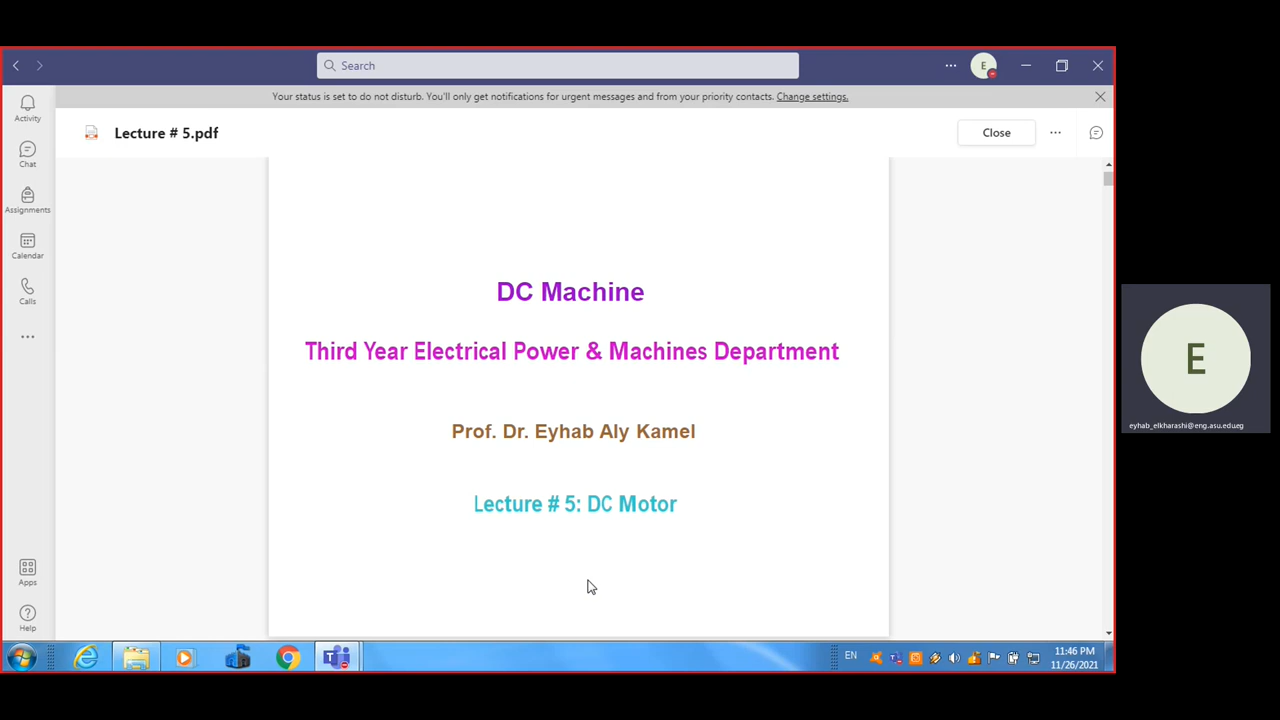 Search
E
Your status is set to do not disturb. You'll only get notifications for urgent messages and from your priority contacts. Change settings.
Activity
Chat
Assignments
Calendar
Calls
Apps
Help
Lecture # 5.pdf
Close
DC Machine
Third Year Electrical Power & Machines Department
Prof. Dr. Eyhab Aly Kamel
Lecture # 5: DC Motor
E
eyhab_elkharashi@eng.asu.edu.eg
EN
11:46 PM
11/26/2021